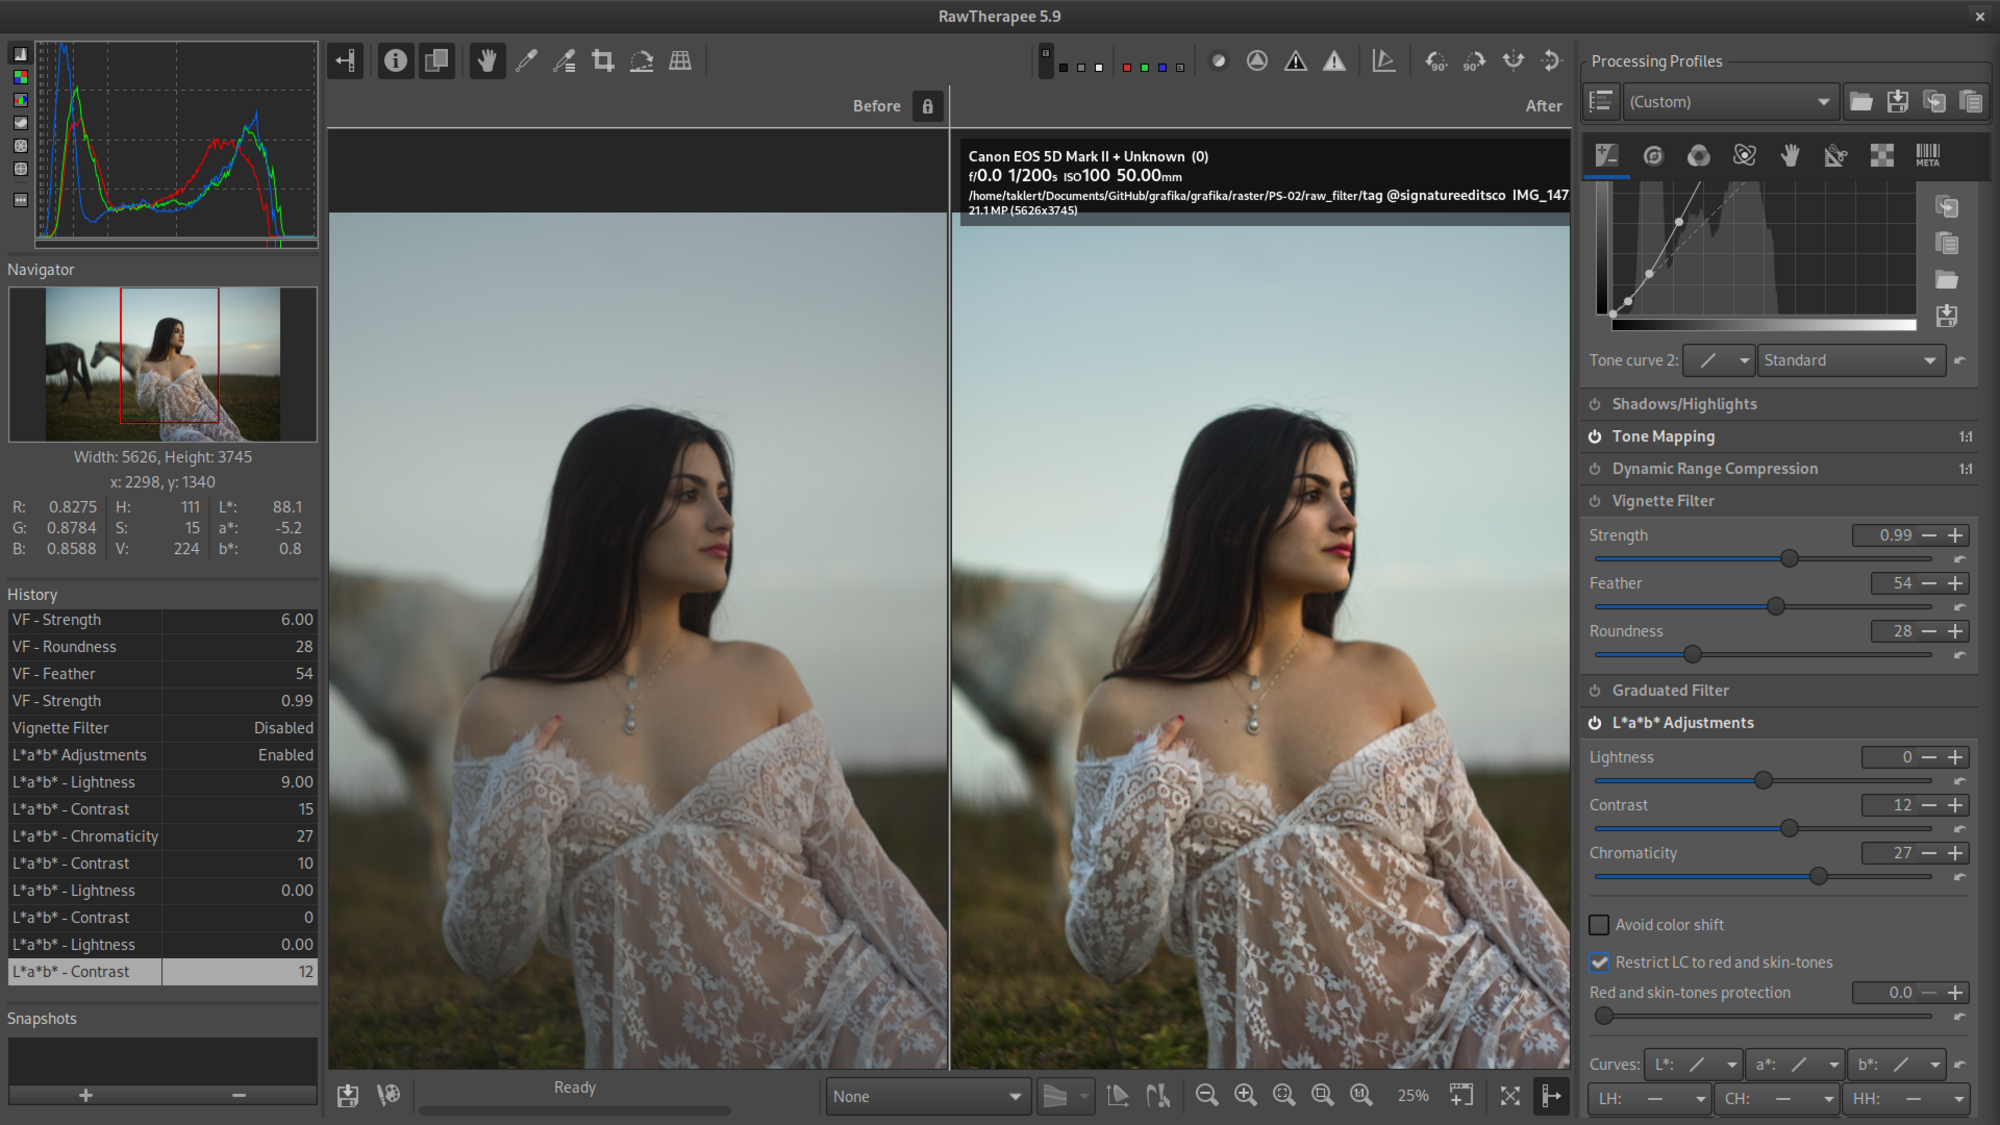 RawTherapee 5.9
Before
After
Canon EOS 5D Mark II + Unknown (0)
f/0.0 1/200s ISO100 50.00mm
/home/taklert/Documents/GitHub/grafika/grafika/raster/PS-02/raw_filter/tag @signatureeditsco IMG_147
21.1 MP (5626x3745)
Navigator
Width: 5626, Height: 3745
x: 2298, y: 1340
R: 0.8275 H: 111 L*: 88.1
G: 0.8784 S: 15 a*: -5.2
B: 0.8588 V: 224 b*: 0.8
History
VF - Strength 6.00
VF - Roundness 28
VF - Feather 54
VF - Strength 0.99
Vignette Filter Disabled
L*a*b* Adjustments Enabled
L*a*b* - Lightness 9.00
L*a*b* - Contrast 15
L*a*b* - Chromaticity 27
L*a*b* - Contrast 10
L*a*b* - Lightness 0.00
L*a*b* - Contrast 0
L*a*b* - Lightness 0.00
L*a*b* - Contrast 12
Snapshots
Ready
None
25%
Processing Profiles
(Custom)
META
Tone curve 2: Standard
Shadows/Highlights
Tone Mapping 1:1
Dynamic Range Compression 1:1
Vignette Filter
Strength 0.99
Feather 54
Roundness 28
Graduated Filter
L*a*b* Adjustments
Lightness 0
Contrast 12
Chromaticity 27
Avoid color shift
Restrict LC to red and skin-tones
Red and skin-tones protection 0.0
Curves: L*: a*: b*:
LH: CH: HH: